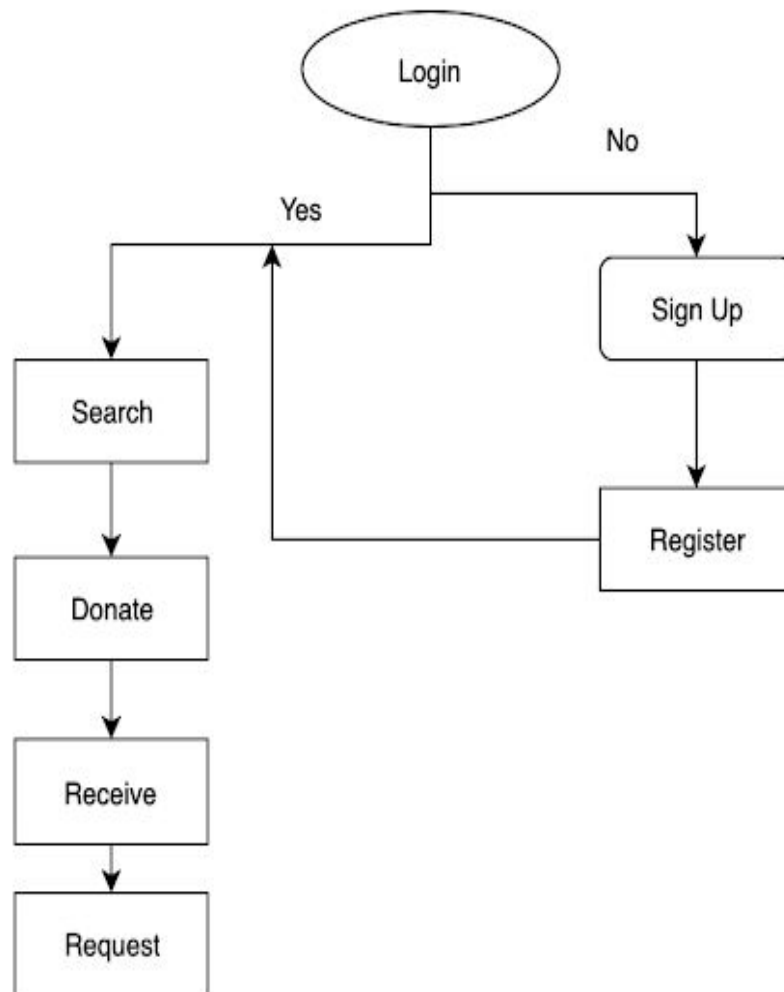 Login
No
Yes
Sign Up
Search
Register
Donate
Receive
Request